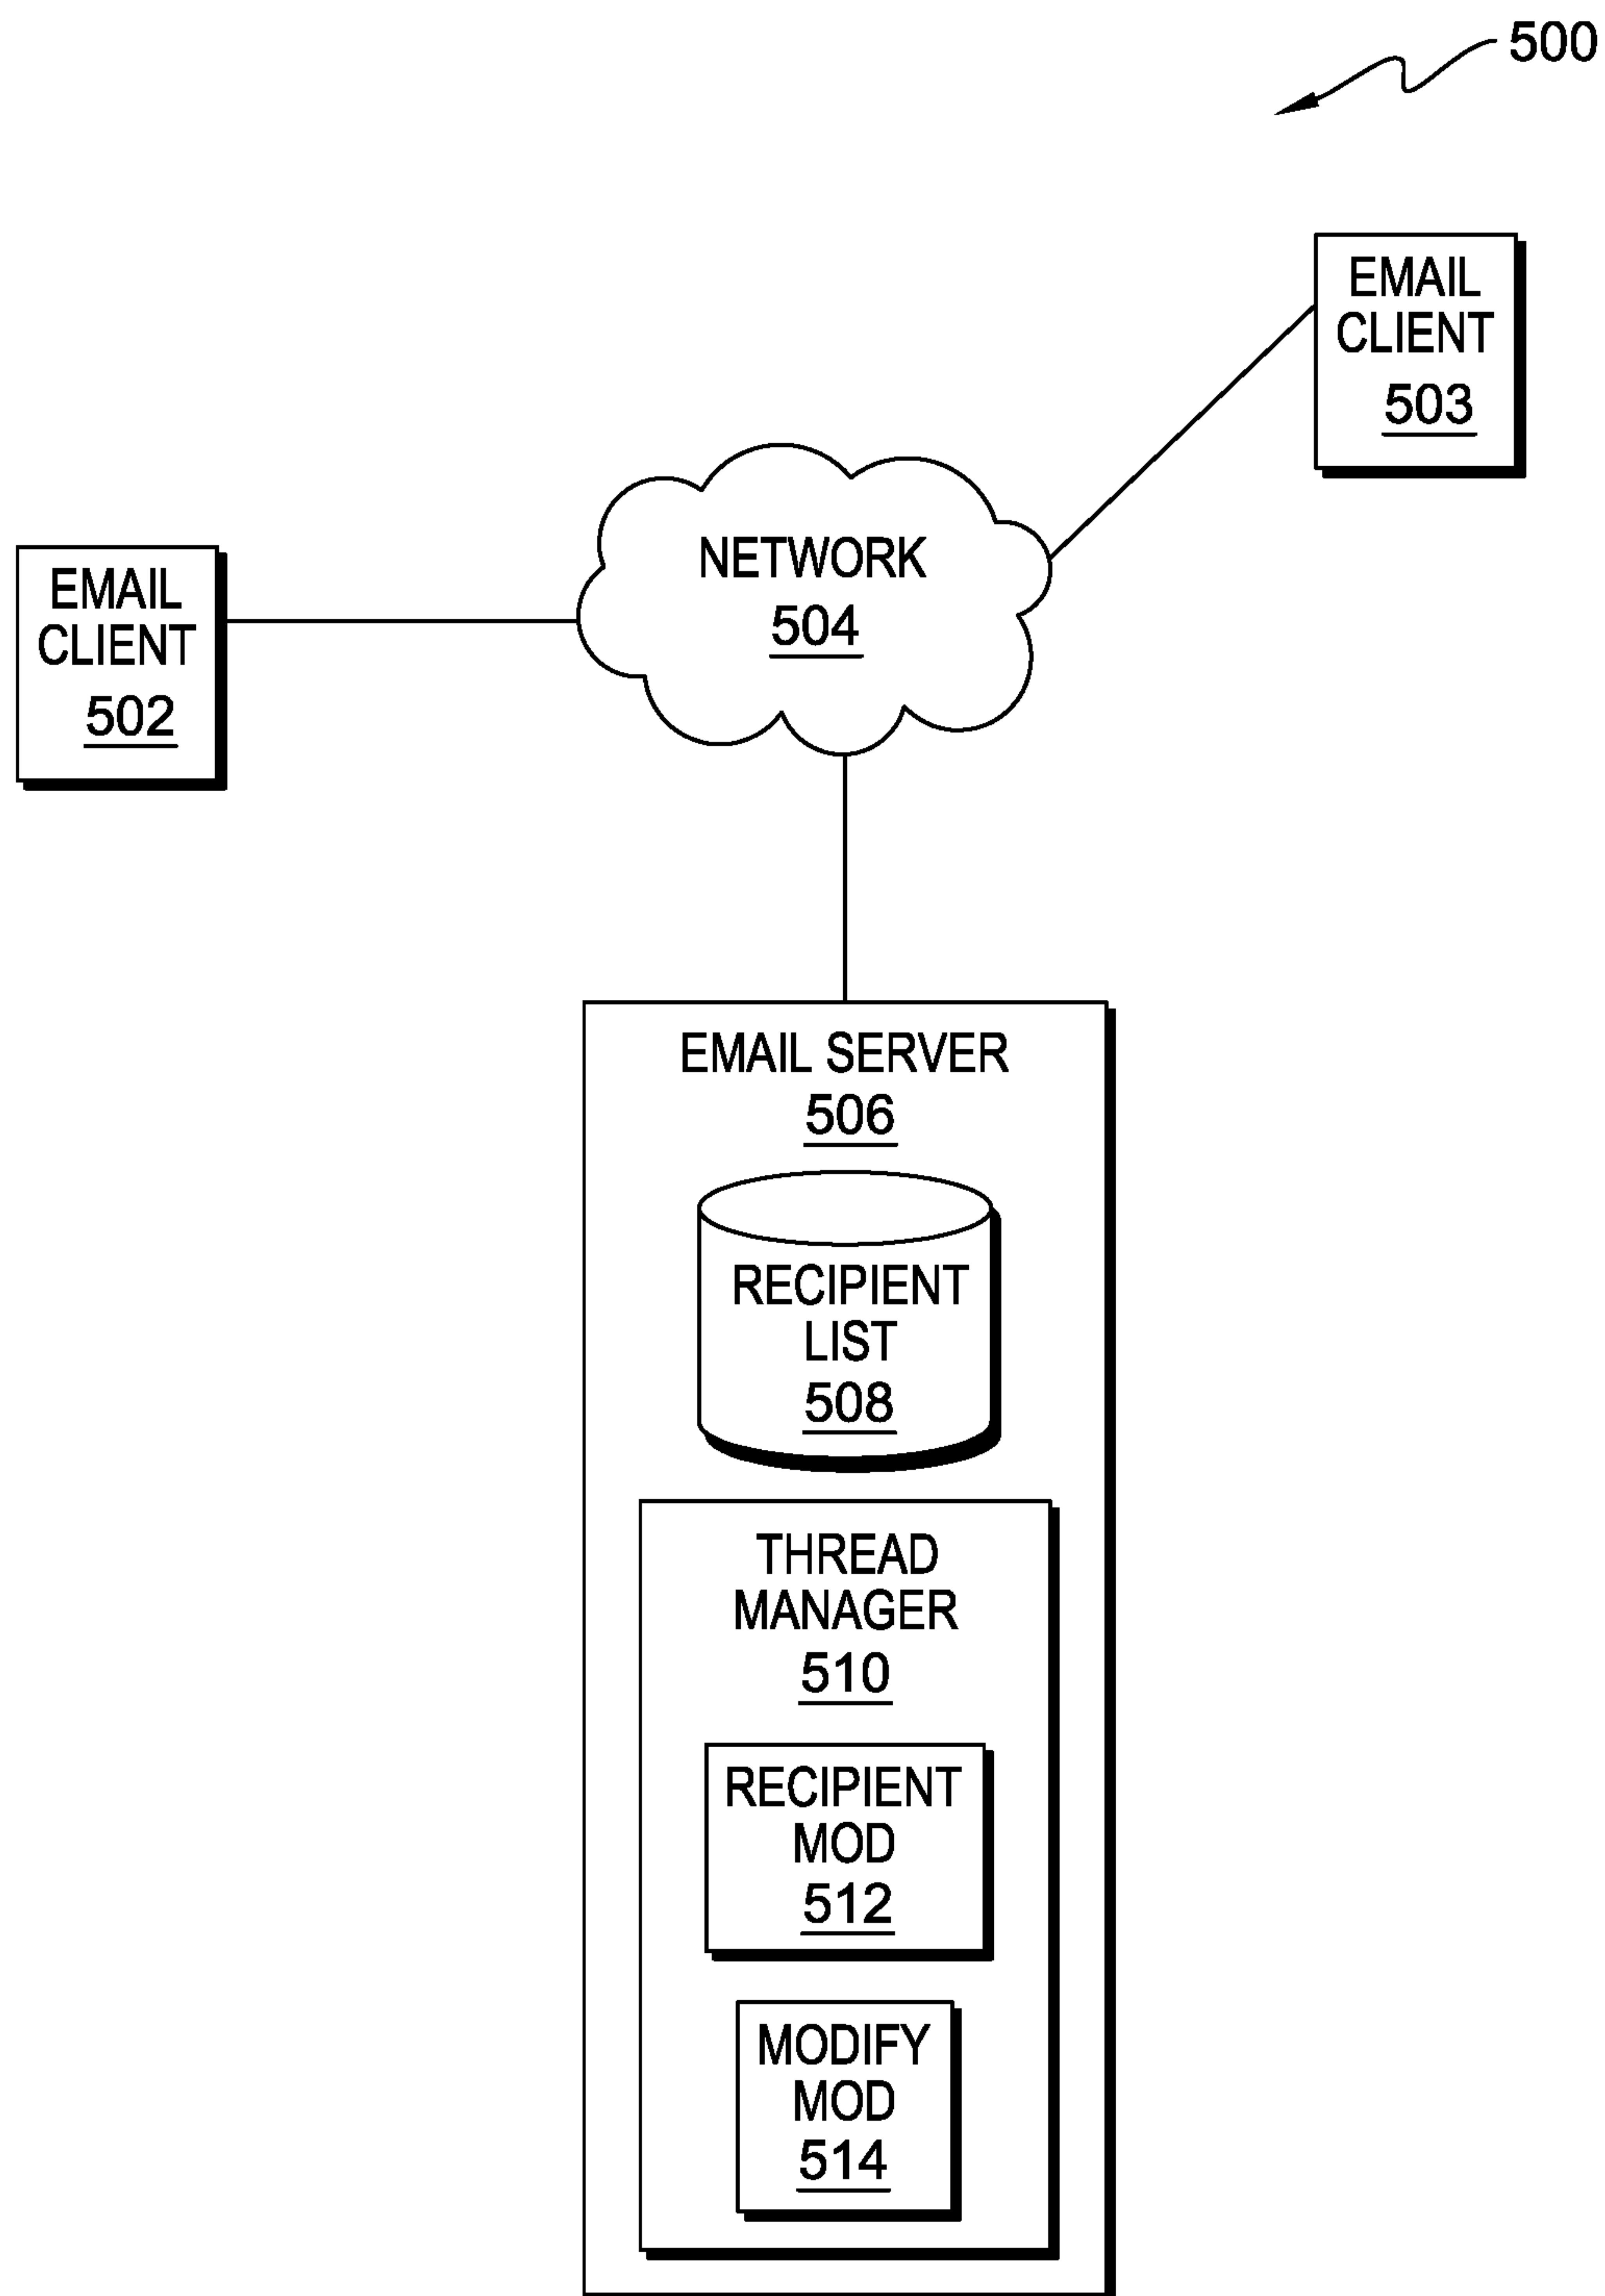 500
EMAIL
CLIENT
503
NETWORK
504
EMAIL
CLIENT
502
EMAIL SERVER
506
RECIPIENT
LIST
508
THREAD
MANAGER
510
RECIPIENT
MOD
512
MODIFY
MOD
514